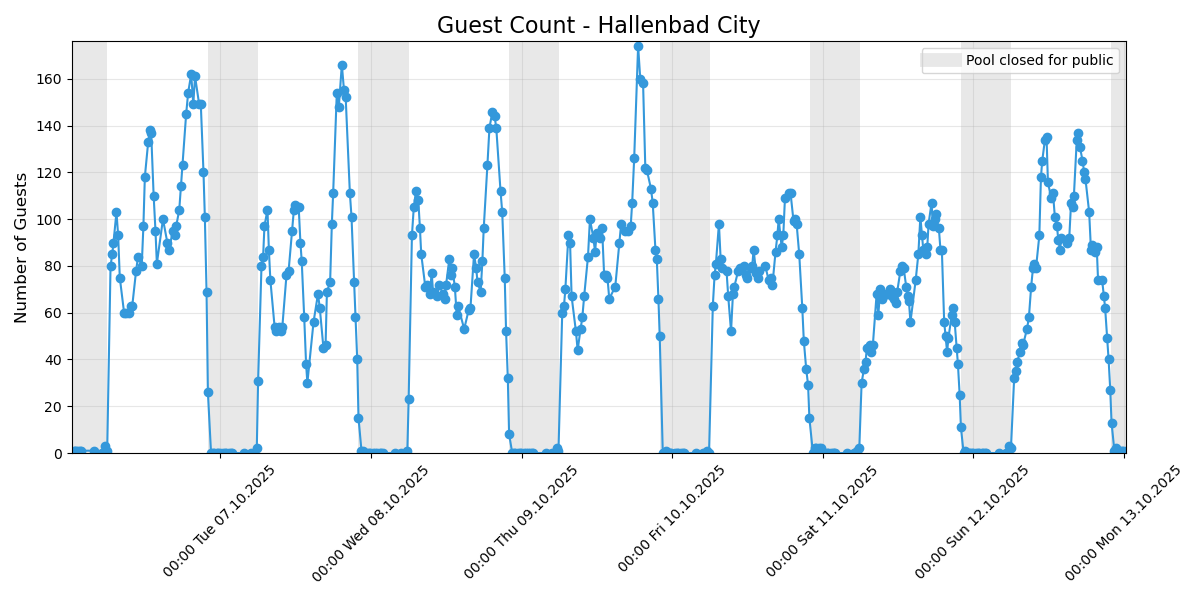 Guest Count - Hallenbad City
Pool closed for public
Number of Guests
160
140
120
100
80
60
40
20
0
00:00 Tue 07.10.2025
00:00 Wed 08.10.2025
00:00 Thu 09.10.2025
00:00 Fri 10.10.2025
00:00 Sat 11.10.2025
00:00 Sun 12.10.2025
00:00 Mon 13.10.2025